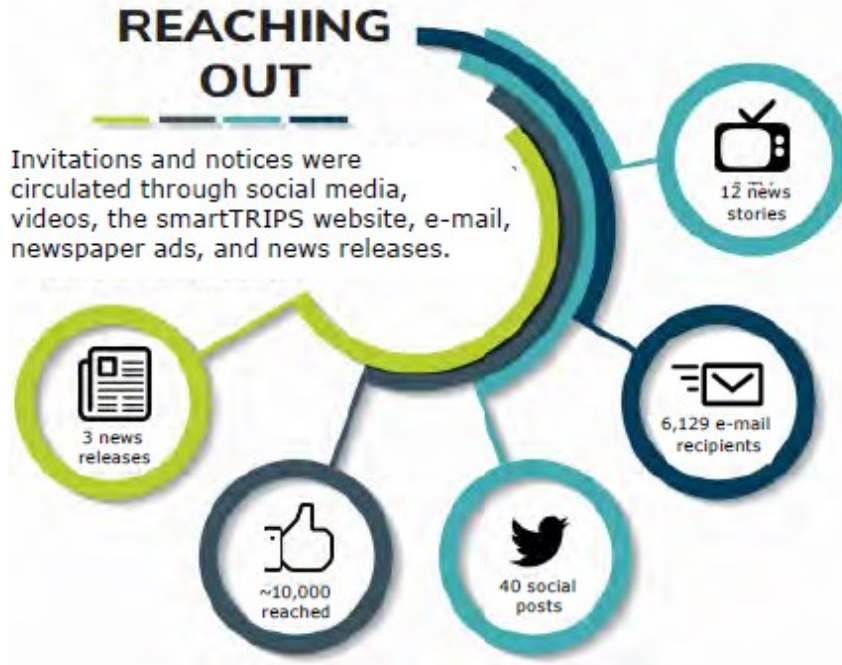 REACHING
OUT
Invitations and notices were
circulated through social media,
videos, the smartTRIPS website, e-mail,
newspaper ads, and news releases.
12 news
stories
6,129 e-mail
recipients
40 social
posts
~10,000
reached
3 news
releases